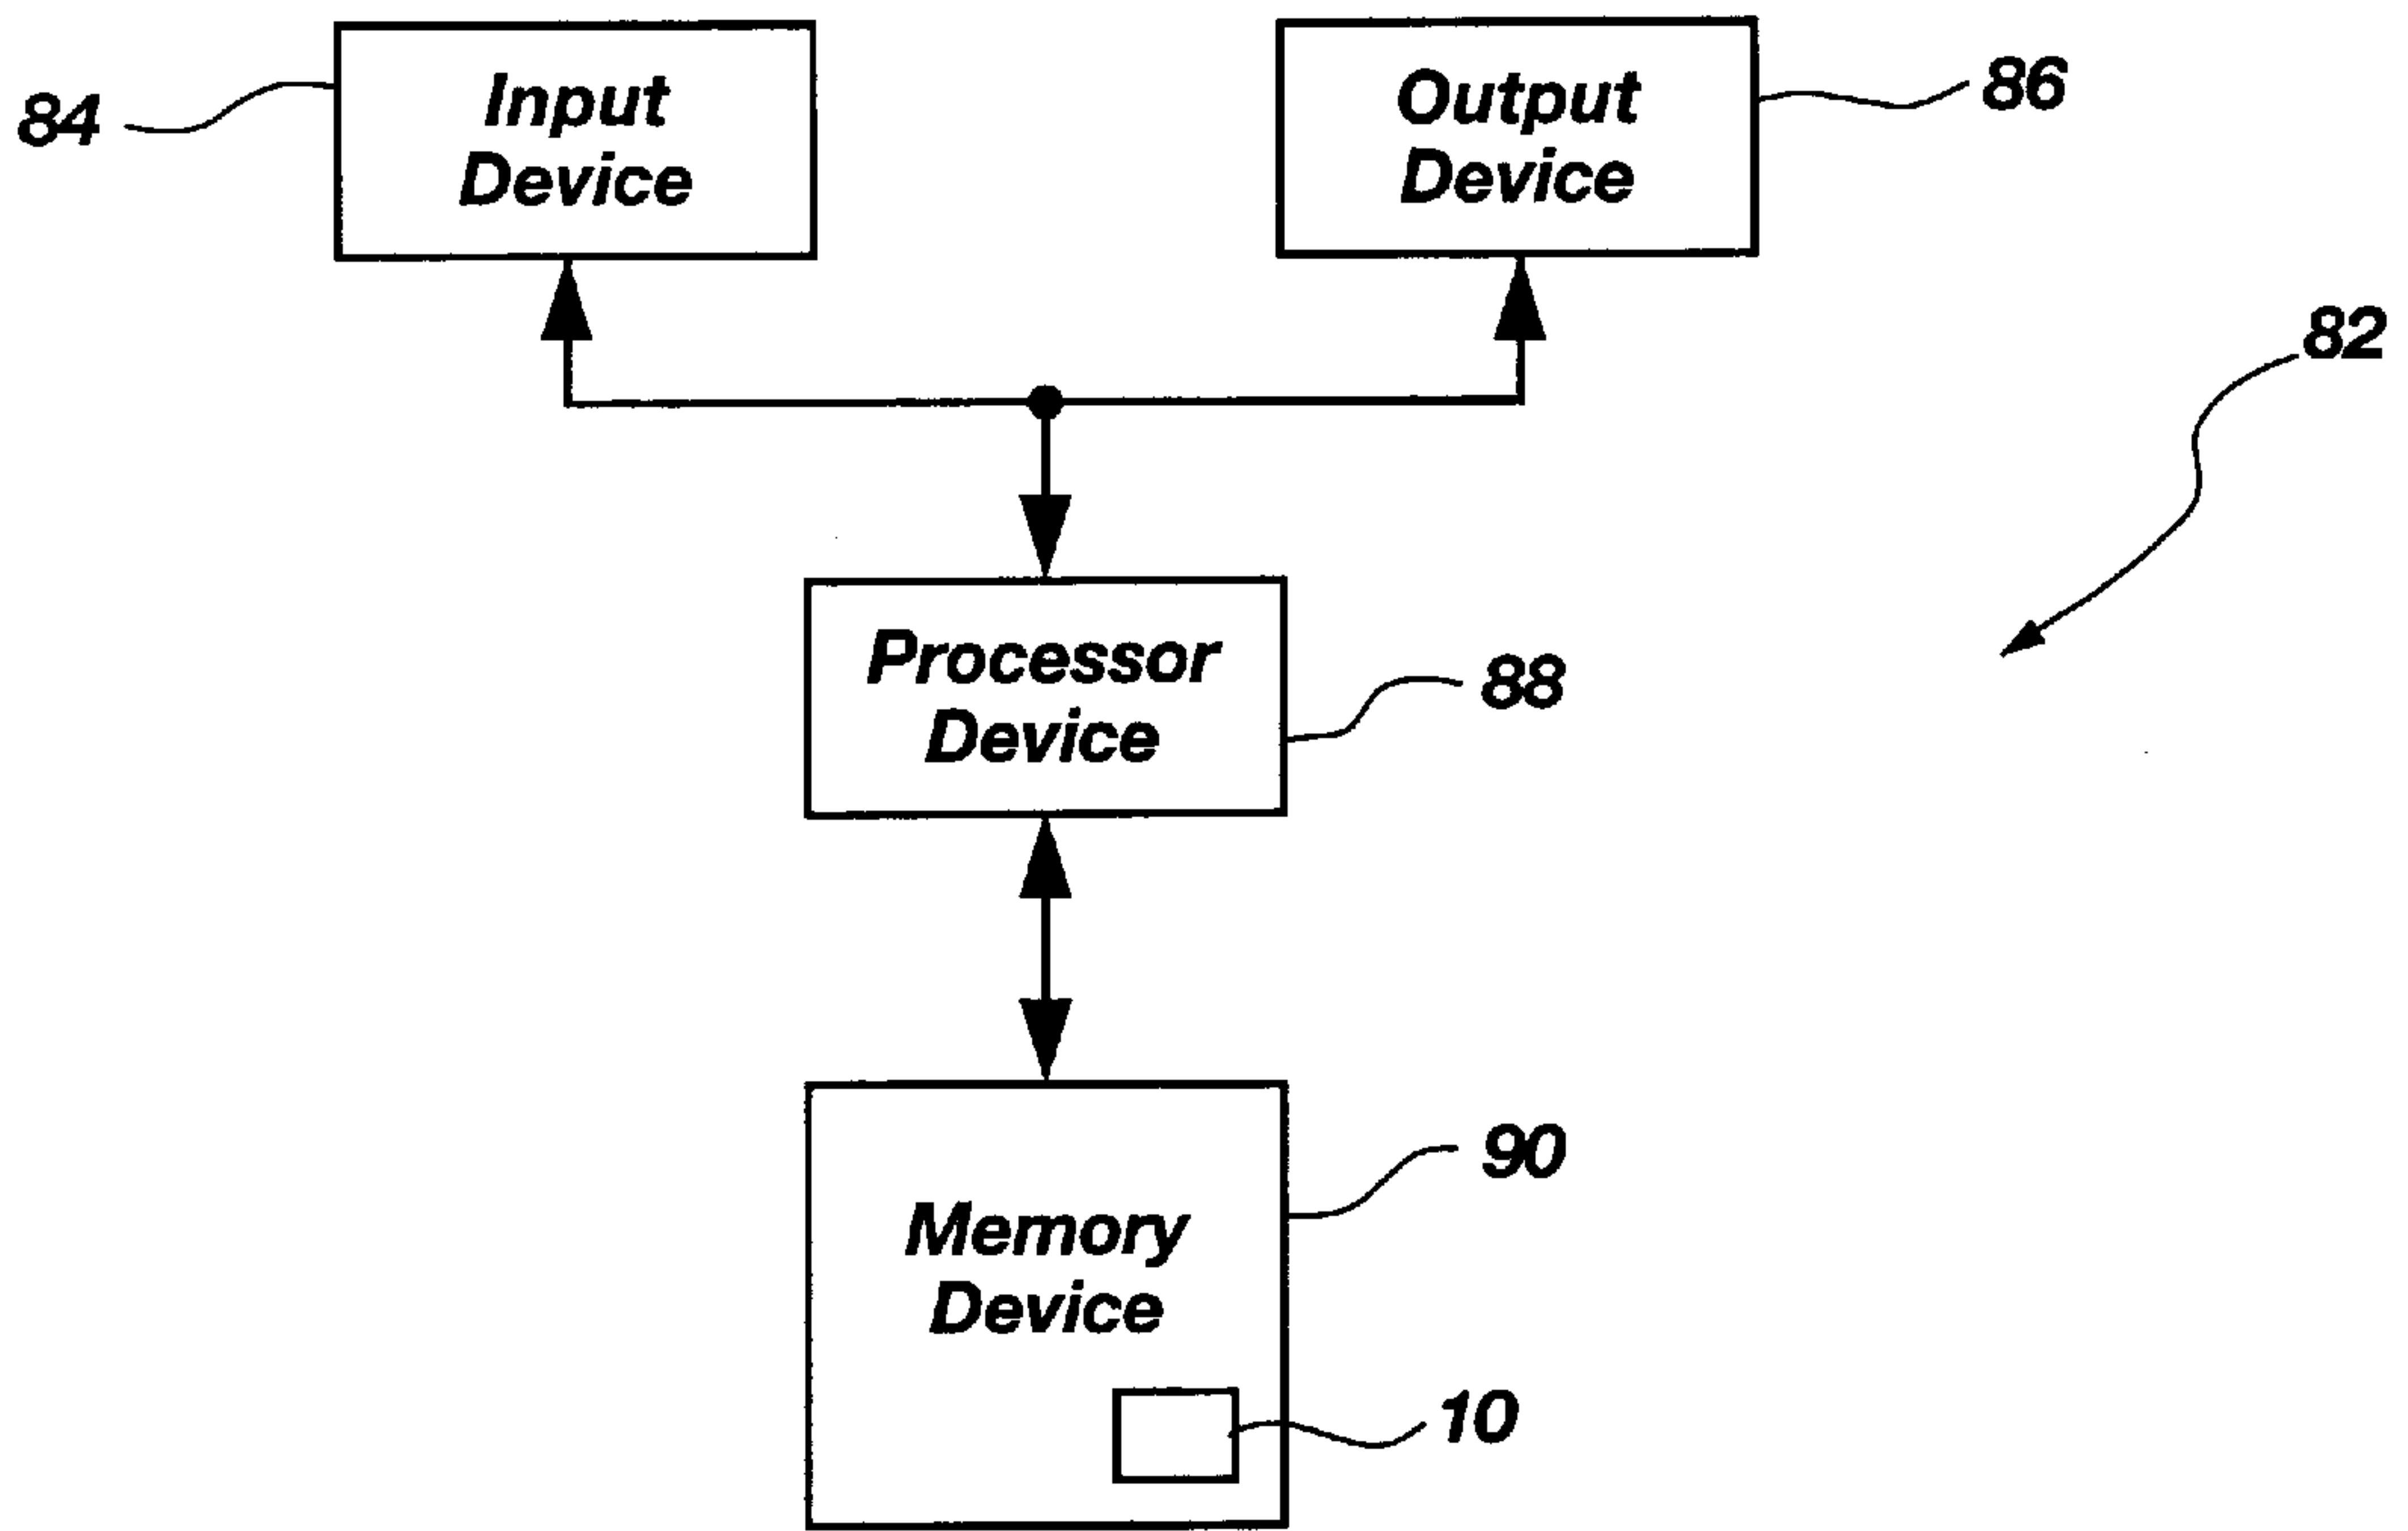 84
Input
Device
Output
Device
86
82
Processor
Device
88
Memory
Device
90
10